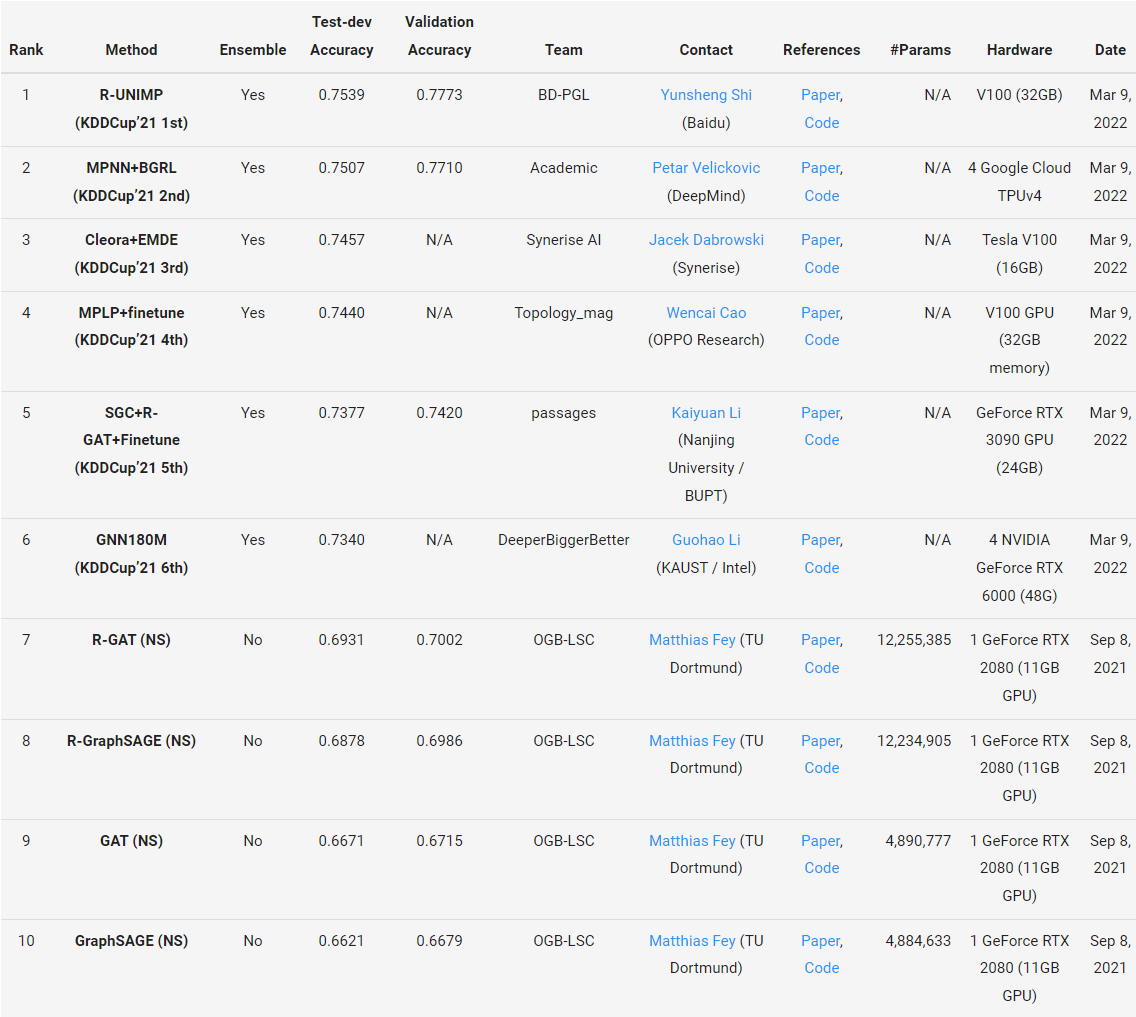 Rank Method Ensemble Test-dev Accuracy Validation Accuracy Team Contact References #Params Hardware Date
1 R-UNIMP (KDDCup’21 1st) Yes 0.7539 0.7773 BD-PGL Yunsheng Shi (Baidu) Paper, Code N/A V100 (32GB) Mar 9, 2022
2 MPNN+BGRL (KDDCup’21 2nd) Yes 0.7507 0.7710 Academic Petar Velickovic (DeepMind) Paper, Code N/A 4 Google Cloud TPUv4 Mar 9, 2022
3 Cleora+EMDE (KDDCup’21 3rd) Yes 0.7457 N/A Synerise AI Jacek Dabrowski (Synerise) Paper, Code N/A Tesla V100 (16GB) Mar 9, 2022
4 MPLP+finetune (KDDCup’21 4th) Yes 0.7440 N/A Topology_mag Wencai Cao (OPPO Research) Paper, Code N/A V100 GPU (32GB memory) Mar 9, 2022
5 SGC+R-GAT+Finetune (KDDCup’21 5th) Yes 0.7377 0.7420 passages Kaiyuan Li (Nanjing University / BUPT) Paper, Code N/A GeForce RTX 3090 GPU (24GB) Mar 9, 2022
6 GNN180M (KDDCup’21 6th) Yes 0.7340 N/A DeeperBiggerBetter Guohao Li (KAUST / Intel) Paper, Code N/A 4 NVIDIA GeForce RTX 6000 (48G) Mar 9, 2022
7 R-GAT (NS) No 0.6931 0.7002 OGB-LSC Matthias Fey (TU Dortmund) Paper, Code 12,255,385 1 GeForce RTX 2080 (11GB GPU) Sep 8, 2021
8 R-GraphSAGE (NS) No 0.6878 0.6986 OGB-LSC Matthias Fey (TU Dortmund) Paper, Code 12,234,905 1 GeForce RTX 2080 (11GB GPU) Sep 8, 2021
9 GAT (NS) No 0.6671 0.6715 OGB-LSC Matthias Fey (TU Dortmund) Paper, Code 4,890,777 1 GeForce RTX 2080 (11GB GPU) Sep 8, 2021
10 GraphSAGE (NS) No 0.6621 0.6679 OGB-LSC Matthias Fey (TU Dortmund) Paper, Code 4,884,633 1 GeForce RTX 2080 (11GB GPU) Sep 8, 2021